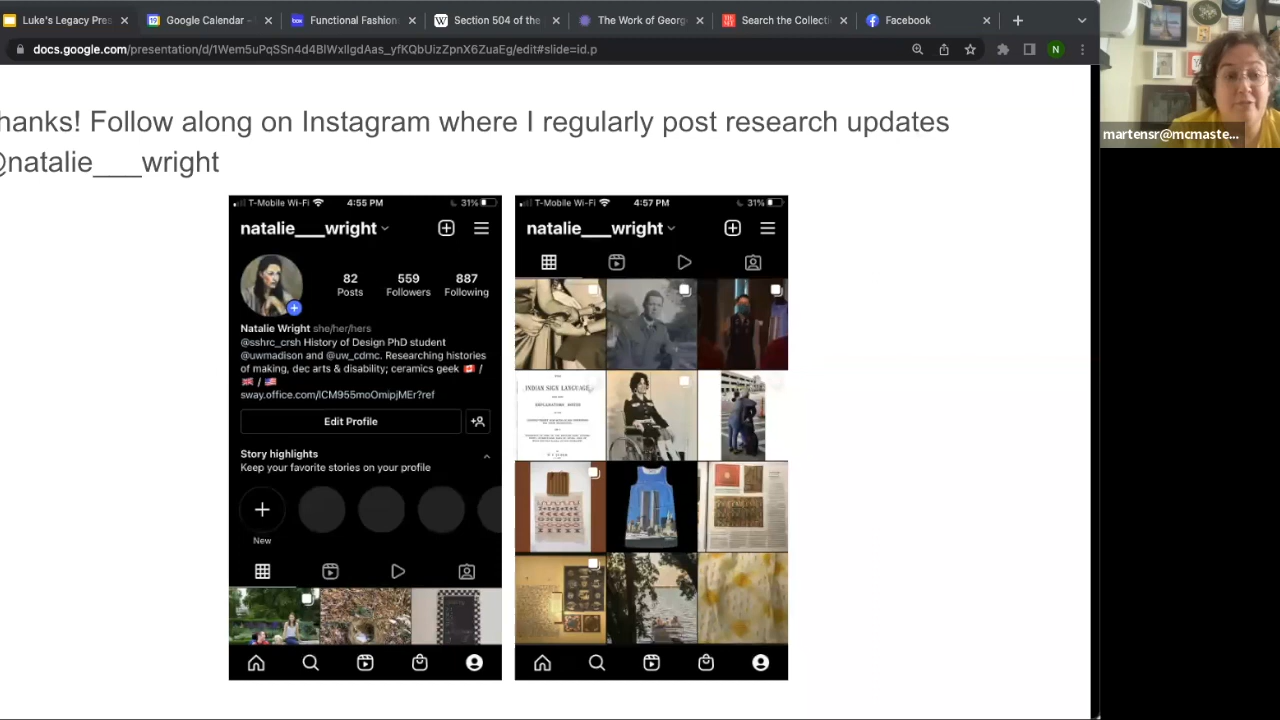 Luke's Legacy Pres
Google Calendar -
Functional Fashion
Section 504 of the
The Work of Georg
Search the Collecti
Facebook
docs.google.com/presentation/d/1Wem5uPqSSn4d4BlWxIlgdAas_yfKQbUizZpnX6ZuaEg/edit#slide=id.p
N
hanks! Follow along on Instagram where I regularly post research updates
@natalie___wright
martensr@mcmaste...
T-Mobile Wi-Fi 4:55 PM 31%
natalie___wright
82 559 887
Posts Followers Following
Natalie Wright she/her/hers
@sshrc_crsh History of Design PhD student
@uwmadison and @uw_cdmc. Researching histories
of making, dec arts & disability; ceramics geek 🇨🇦 /
🇬🇧 / 🇺🇸
sway.office.com/lCM955moOmipjMEr?ref
Edit Profile
Story highlights
Keep your favorite stories on your profile
New
T-Mobile Wi-Fi 4:57 PM 31%
natalie___wright
INDIAN SIGN LANGUAGE